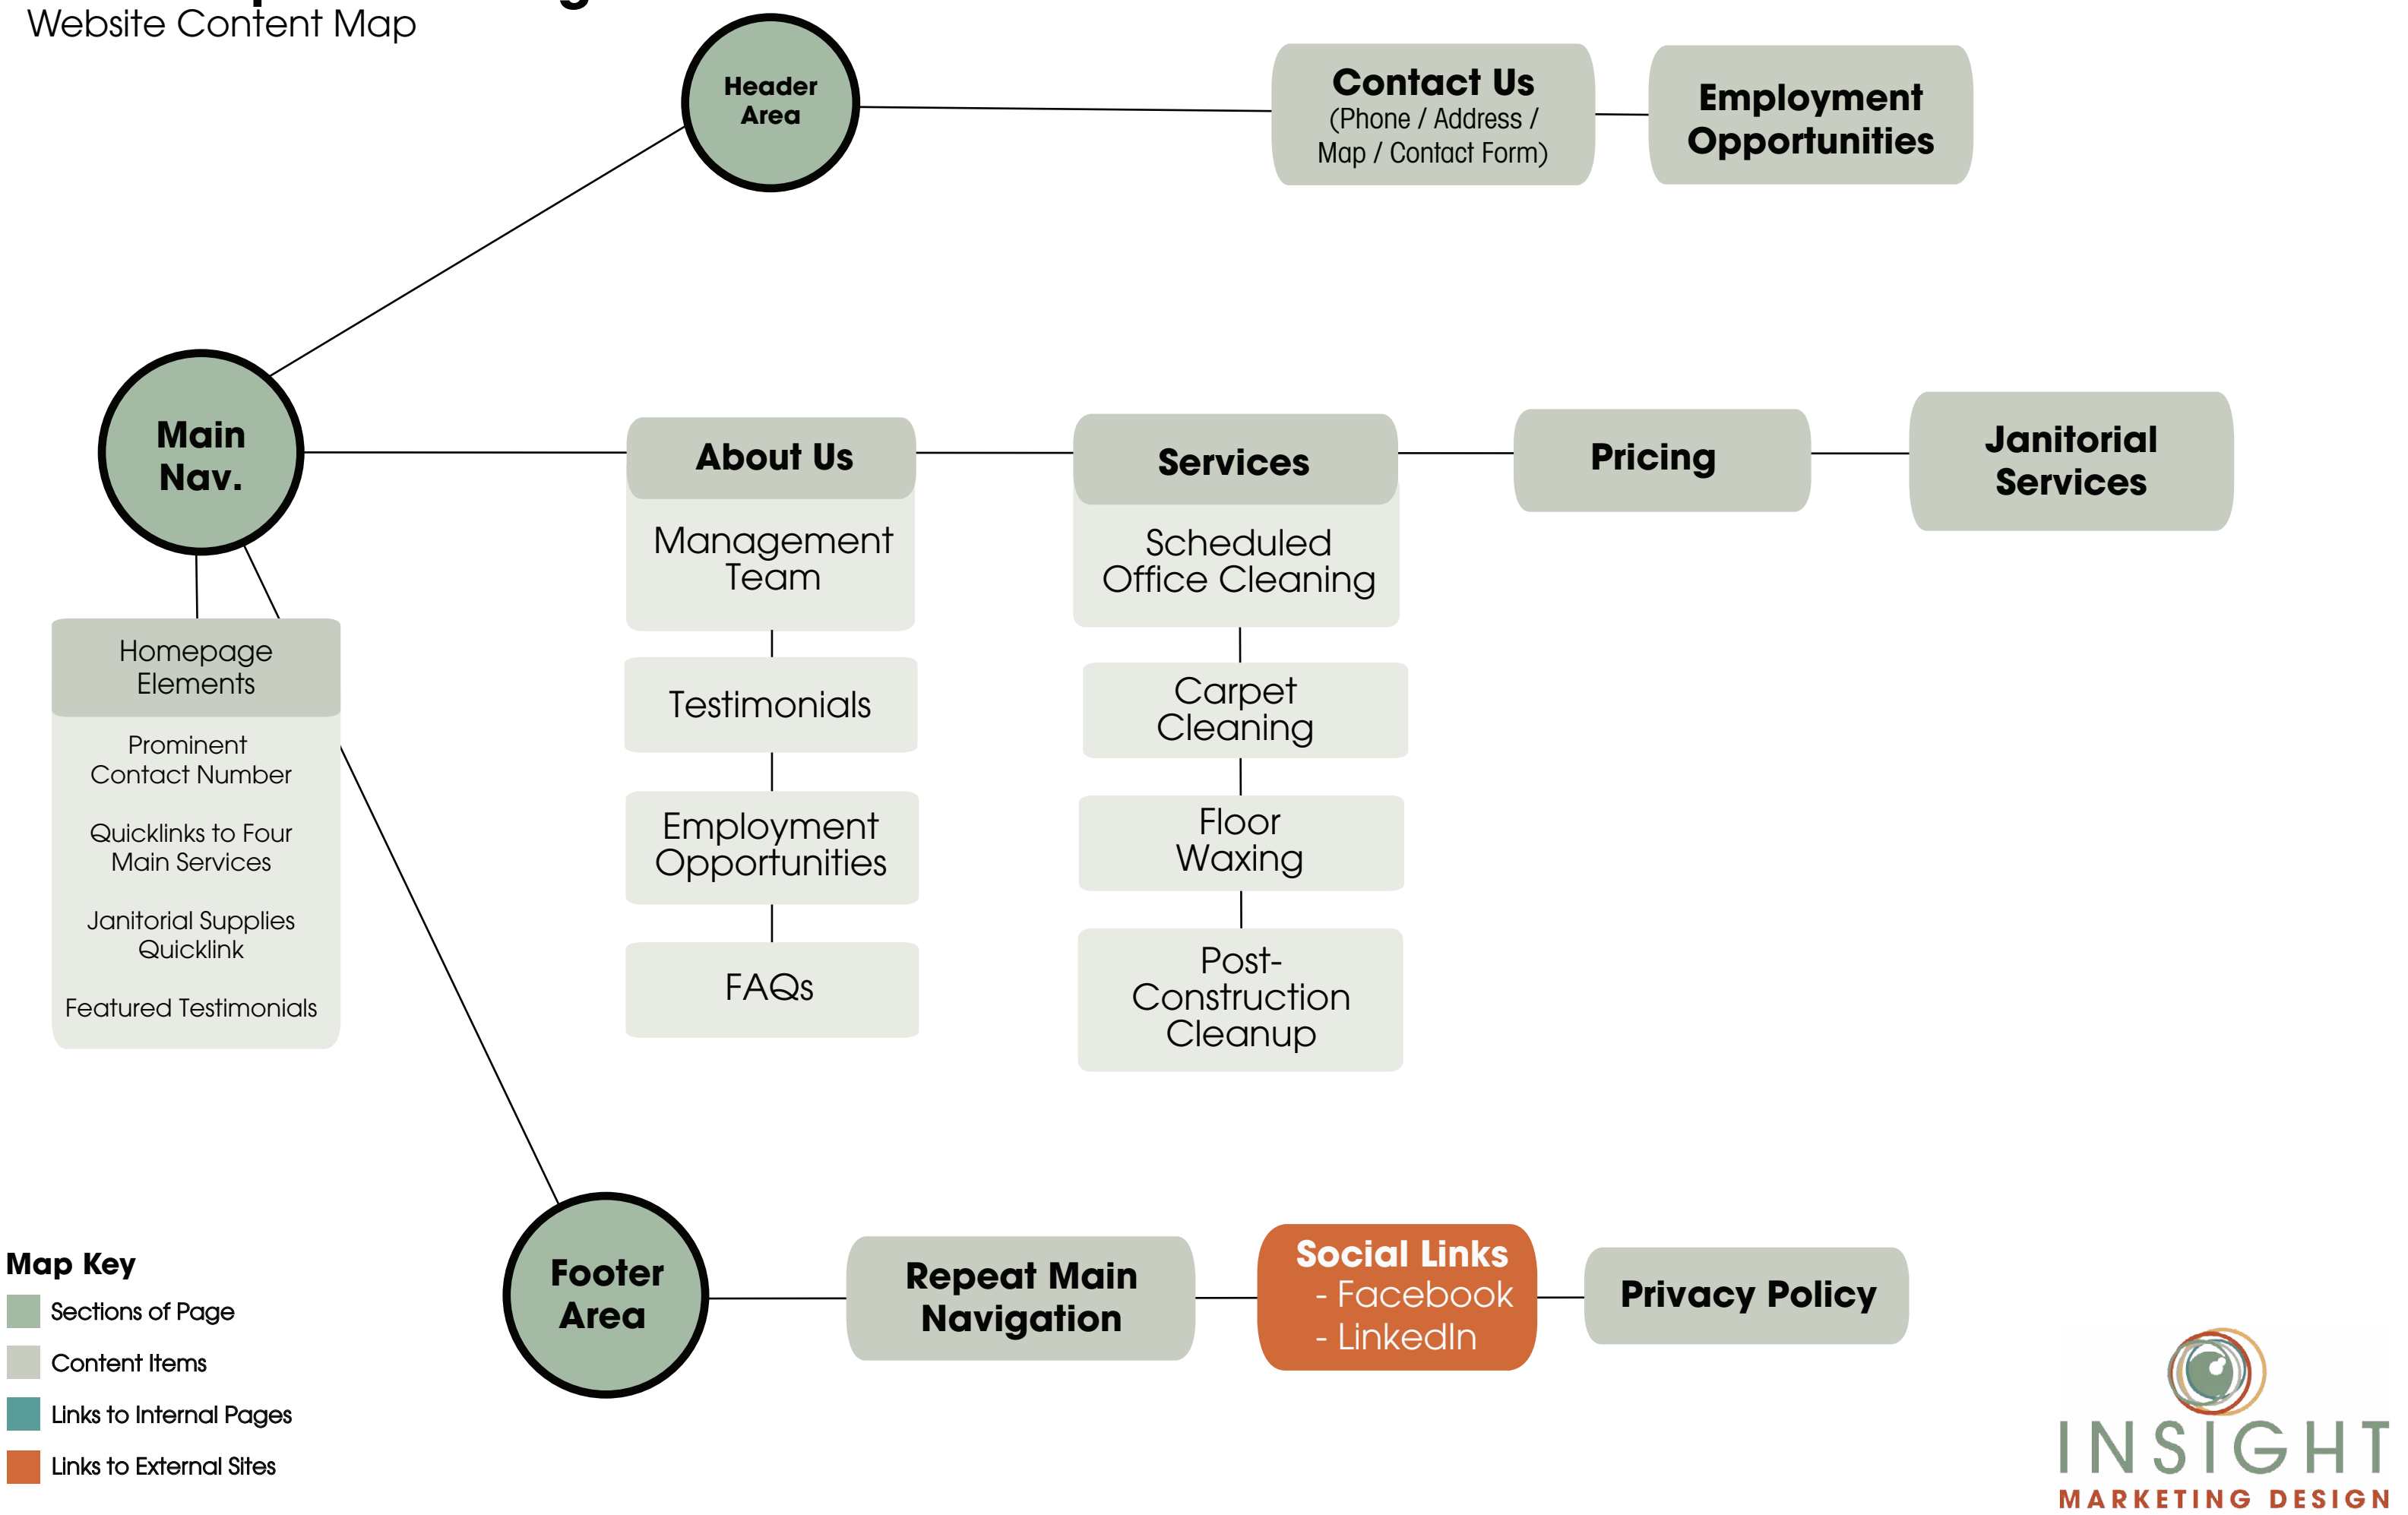 Website Content Map
Header
Area
Contact Us
(Phone / Address /
Map / Contact Form)
Employment
Opportunities
Main
Nav.
About Us
Management
Team
Testimonials
Employment
Opportunities
FAQs
Services
Scheduled
Office Cleaning
Carpet
Cleaning
Floor
Waxing
Post-
Construction
Cleanup
Pricing
Janitorial
Services
Homepage
Elements
Prominent
Contact Number
Quicklinks to Four
Main Services
Janitorial Supplies
Quicklink
Featured Testimonials
Footer
Area
Repeat Main
Navigation
Social Links
- Facebook
- LinkedIn
Privacy Policy
Map Key
Sections of Page
Content Items
Links to Internal Pages
Links to External Sites
INSIGHT
MARKETING DESIGN